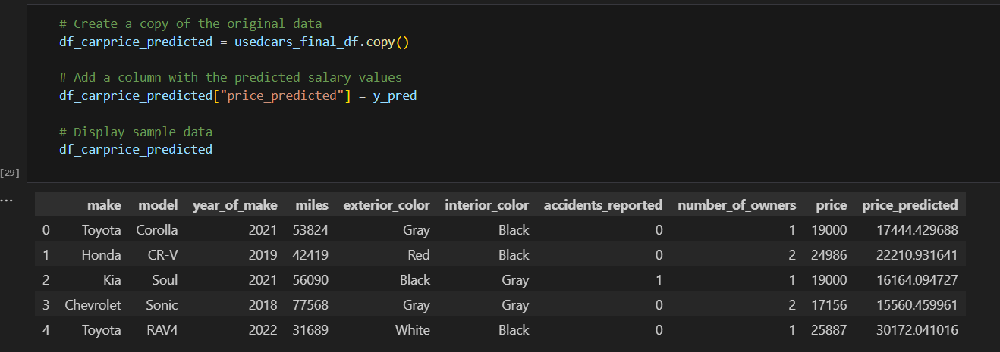 # Create a copy of the original data
df_carprice_predicted = usedcars_final_df.copy()
# Add a column with the predicted salary values
df_carprice_predicted["price_predicted"] = y_pred
# Display sample data
df_carprice_predicted
[29]
...
make model year_of_make miles exterior_color interior_color accidents_reported number_of_owners price price_predicted
0 Toyota Corolla 2021 53824 Gray Black 0 1 19000 17444.429688
1 Honda CR-V 2019 42419 Red Black 0 2 24986 22210.931641
2 Kia Soul 2021 56090 Black Gray 1 1 19000 16164.094727
3 Chevrolet Sonic 2018 77568 Gray Gray 0 2 17156 15560.459961
4 Toyota RAV4 2022 31689 White Black 0 1 25887 30172.041016